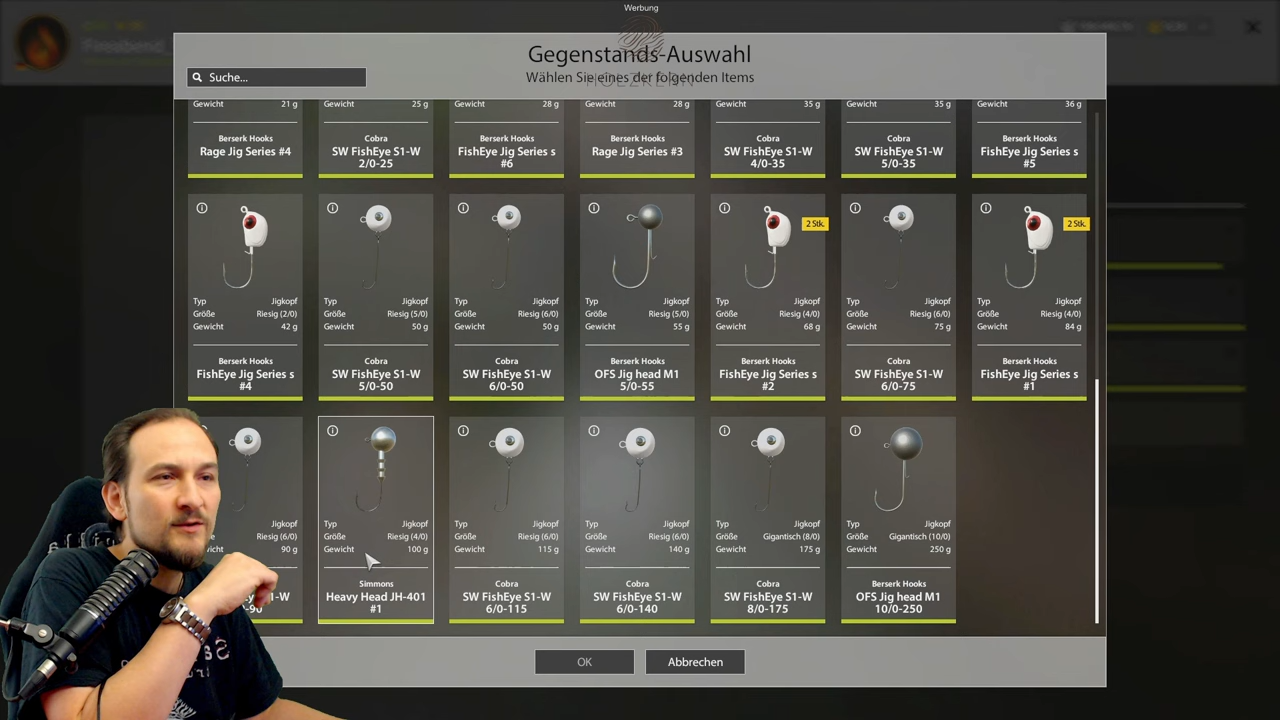 Werbung
Gegenstands-Auswahl
Suche...
Wählen Sie eines der folgenden Items
Gewicht 21 g
Gewicht 25 g
Gewicht 28 g
Gewicht 28 g
Gewicht 35 g
Gewicht 35 g
Gewicht 36 g
Berserk Hooks
Rage Jig Series #4
Cobra
SW FishEye S1-W
2/0-25
Berserk Hooks
FishEye Jig Series s
#6
Berserk Hooks
Rage Jig Series #3
Cobra
SW FishEye S1-W
4/0-35
Cobra
SW FishEye S1-W
5/0-35
Berserk Hooks
FishEye Jig Series s
#5
Typ Jigkopf
Größe Riesig (2/0)
Gewicht 42 g
Berserk Hooks
FishEye Jig Series s
#4
Typ Jigkopf
Größe Riesig (5/0)
Gewicht 50 g
Cobra
SW FishEye S1-W
5/0-50
Typ Jigkopf
Größe Riesig (6/0)
Gewicht 50 g
Cobra
SW FishEye S1-W
6/0-50
Typ Jigkopf
Größe Riesig (5/0)
Gewicht 55 g
Berserk Hooks
OFS Jig head M1
5/0-55
2 Stk.
Typ Jigkopf
Größe Riesig (4/0)
Gewicht 68 g
Berserk Hooks
FishEye Jig Series s
#2
Typ Jigkopf
Größe Riesig (6/0)
Gewicht 75 g
Cobra
SW FishEye S1-W
6/0-75
2 Stk.
Typ Jigkopf
Größe Riesig (4/0)
Gewicht 84 g
Berserk Hooks
FishEye Jig Series s
#1
Jigkopf
Riesig (6/0)
90 g
1-W
-90
Typ Jigkopf
Größe Riesig (4/0)
Gewicht 100 g
Simmons
Heavy Head JH-401
#1
Typ Jigkopf
Größe Riesig (6/0)
Gewicht 115 g
Cobra
SW FishEye S1-W
6/0-115
Typ Jigkopf
Größe Riesig (6/0)
Gewicht 140 g
Cobra
SW FishEye S1-W
6/0-140
Typ Jigkopf
Größe Gigantisch (8/0)
Gewicht 175 g
Cobra
SW FishEye S1-W
8/0-175
Typ Jigkopf
Größe Gigantisch (10/0)
Gewicht 250 g
Berserk Hooks
OFS Jig head M1
10/0-250
OK
Abbrechen